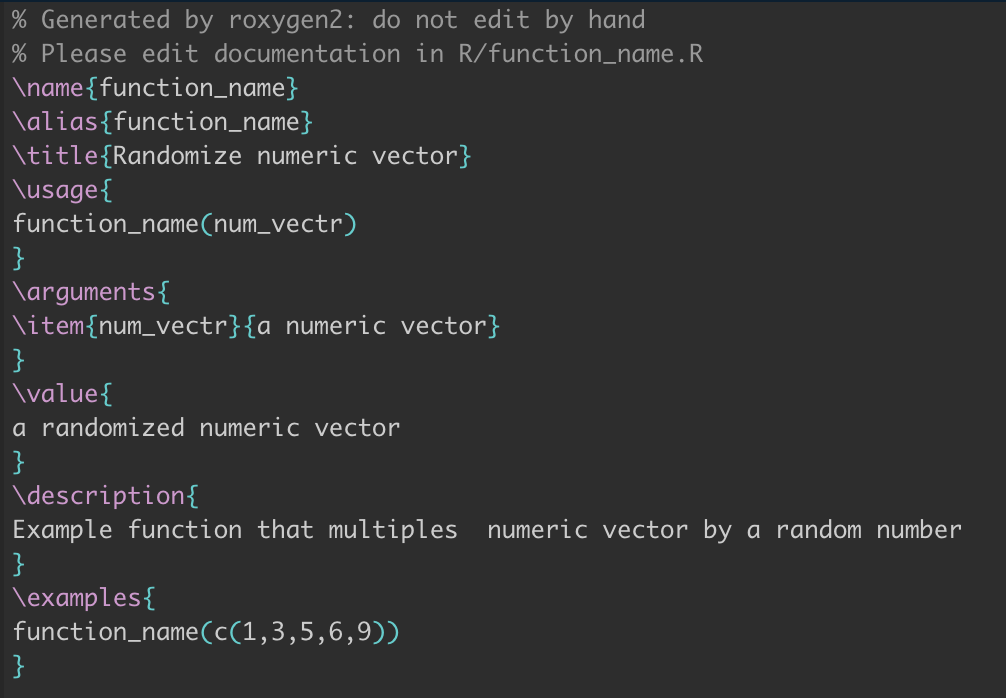 % Generated by roxygen2: do not edit by hand
% Please edit documentation in R/function_name.R
\name{function_name}
\alias{function_name}
\title{Randomize numeric vector}
\usage{
function_name(num_vectr)
}
\arguments{
\item{num_vectr}{a numeric vector}
}
\value{
a randomized numeric vector
}
\description{
Example function that multiples  numeric vector by a random number
}
\examples{
function_name(c(1,3,5,6,9))
}